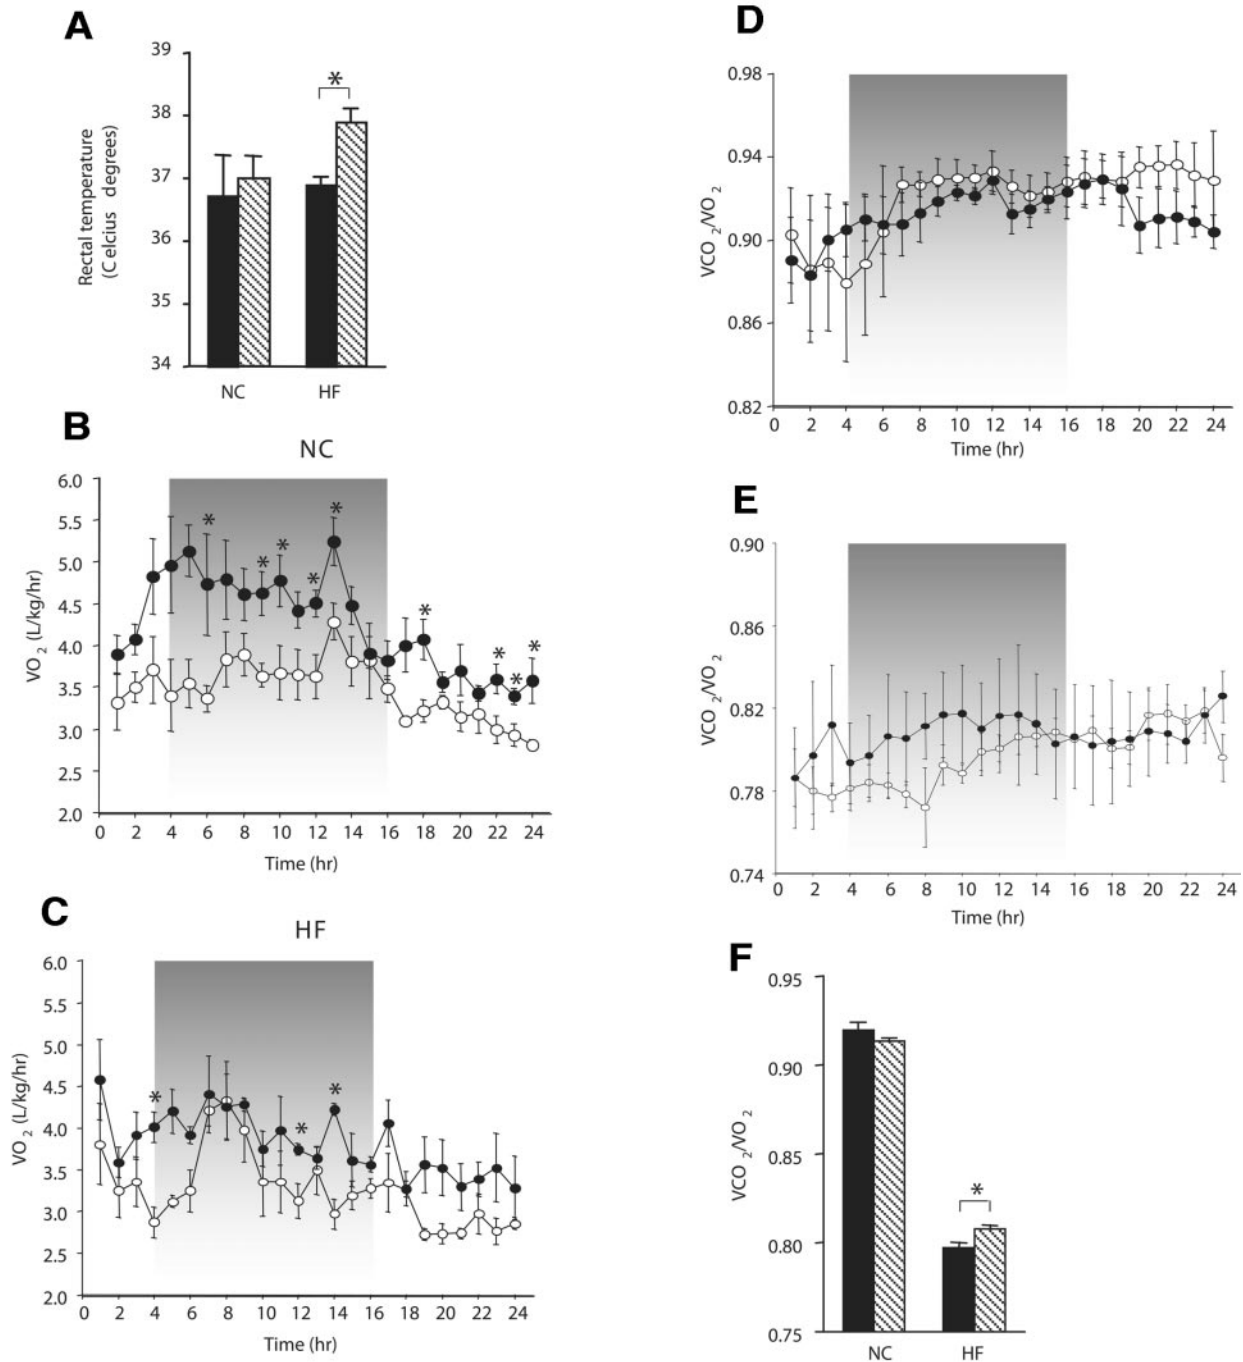 A
39
38
37
36
35
34
Rectal temperature
(Celcius degrees)
*
NC HF
B
NC
6.0
5.5
5.0
4.5
4.0
3.5
3.0
2.5
2.0
VO2 (L/kg/hr)
* * * * * * * * *
0 2 4 6 8 10 12 14 16 18 20 22 24
Time (hr)
C
HF
6.0
5.5
5.0
4.5
4.0
3.5
3.0
2.5
2.0
VO2 (L/kg/hr)
* * *
0 2 4 6 8 10 12 14 16 18 20 22 24
Time (hr)
D
0.98
0.94
0.90
0.86
0.82
VCO2/VO2
2 4 6 8 10 12 14 16 18 20 22 24
Time (hr)
E
0.90
0.86
0.82
0.78
0.74
VCO2/VO2
2 4 6 8 10 12 14 16 18 20 22 24
Time (hr)
F
0.95
0.90
0.85
0.80
0.75
VCO2/VO2
*
NC HF